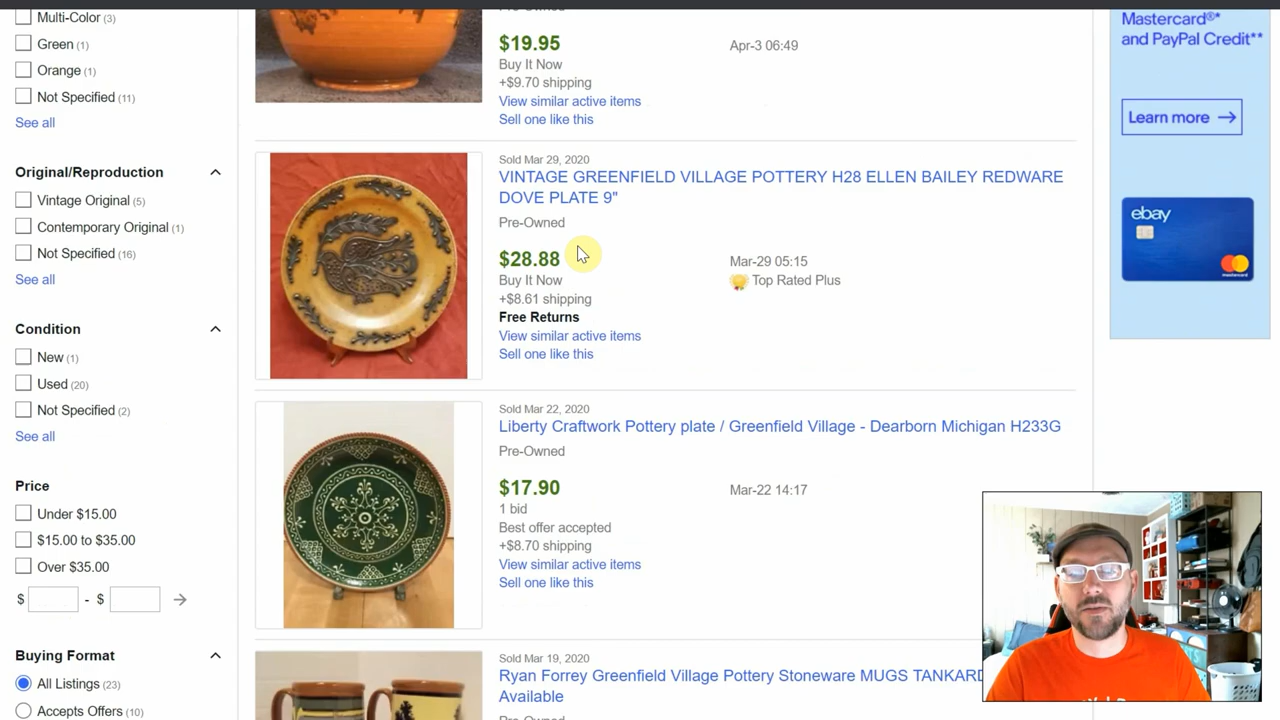 Multi-Color (3)
Green (1)
Orange (1)
Not Specified (11)
See all
Original/Reproduction
Vintage Original (5)
Contemporary Original (1)
Not Specified (16)
See all
Condition
New (1)
Used (20)
Not Specified (2)
See all
Price
Under $15.00
$15.00 to $35.00
Over $35.00
$ - $
Buying Format
All Listings (23)
Accepts Offers (10)
$19.95
Apr-3 06:49
Buy It Now
+$9.70 shipping
View similar active items
Sell one like this
Sold Mar 29, 2020
VINTAGE GREENFIELD VILLAGE POTTERY H28 ELLEN BAILEY REDWARE
DOVE PLATE 9"
Pre-Owned
$28.88
Mar-29 05:15
Buy It Now
Top Rated Plus
+$8.61 shipping
Free Returns
View similar active items
Sell one like this
Sold Mar 22, 2020
Liberty Craftwork Pottery plate / Greenfield Village - Dearborn Michigan H233G
Pre-Owned
$17.90
Mar-22 14:17
1 bid
Best offer accepted
+$8.70 shipping
View similar active items
Sell one like this
Sold Mar 19, 2020
Ryan Forrey Greenfield Village Pottery Stoneware MUGS TANKARD
Available
Mastercard®*
and PayPal Credit**
Learn more
ebay
mastercard